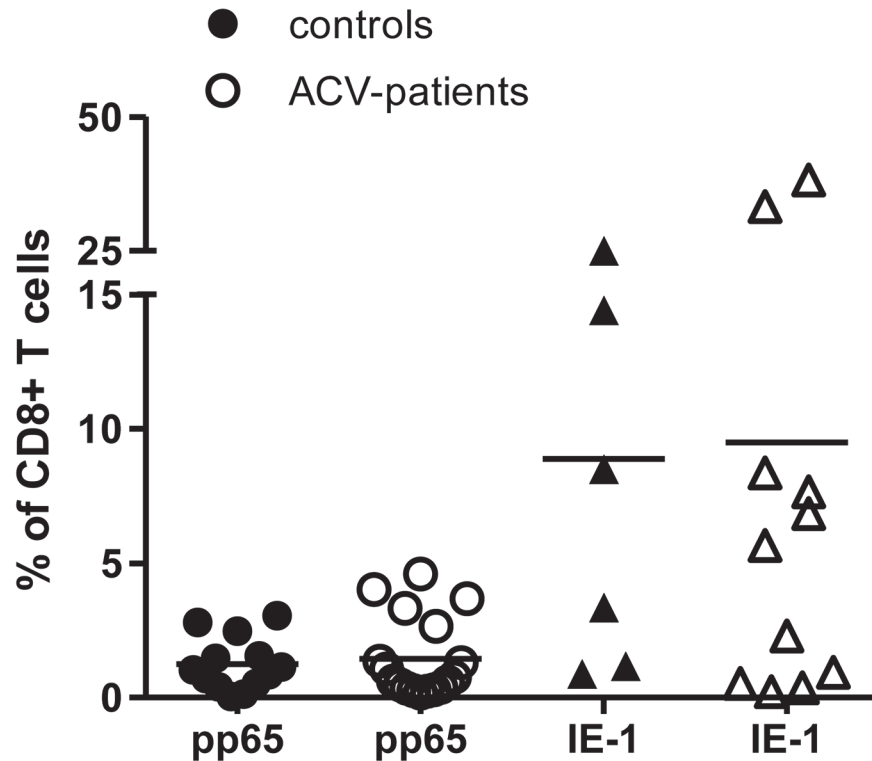 controls
ACV-patients
% of CD8+ T cells
50
25
15
10
5
0
pp65
pp65
IE-1
IE-1